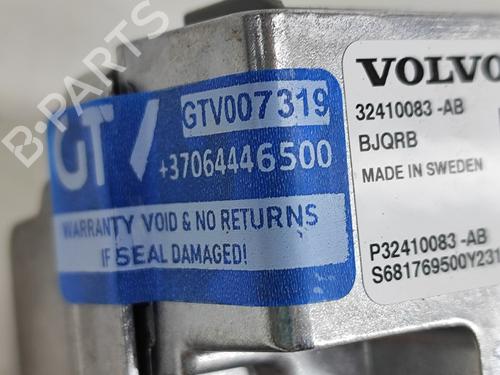 B-PARTS
GT/
GTV007319
+37064446500
WARRANTY VOID & NO RETURNS
IF SEAL DAMAGED!
VOLVO
32410083 -AB
BJQRB
MADE IN SWEDEN
P32410083 -AB
S681769500Y231